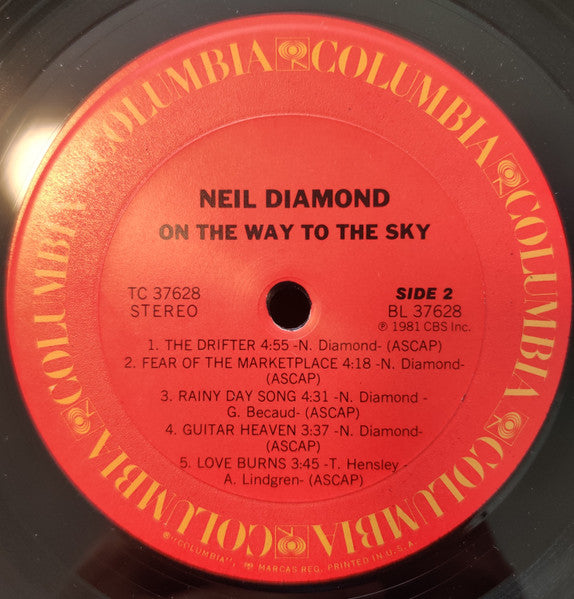 COLUMBIA COLUMBIA COLUMBIA COLUMBIA COLUMBIA COLUMBIA
NEIL DIAMOND
ON THE WAY TO THE SKY
TC 37628
STEREO
SIDE 2
BL 37628
℗ 1981 CBS Inc.
1. THE DRIFTER 4:55 -N. Diamond- (ASCAP)
2. FEAR OF THE MARKETPLACE 4:18 -N. Diamond-
(ASCAP)
3. RAINY DAY SONG 4:31 -N. Diamond -
G. Becaud- (ASCAP)
4. GUITAR HEAVEN 3:37 -N. Diamond-
(ASCAP)
5. LOVE BURNS 3:45 -T. Hensley -
A. Lindgren- (ASCAP)
"COLUMBIA", MARCAS REG. PRINTED IN U.S.A.